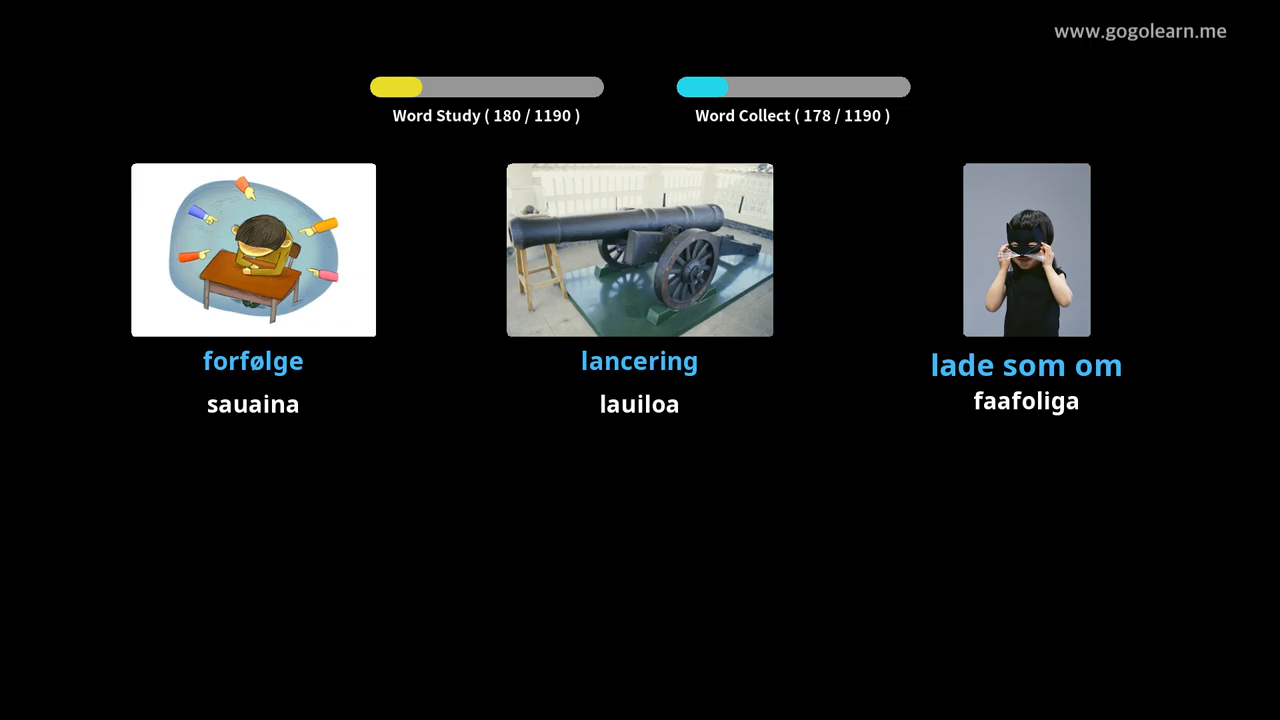 www.gogolearn.me
Word Study ( 180 / 1190 )
Word Collect ( 178 / 1190 )
forfølge
lancering
lade som om
sauaina
lauiloa
faafoliga